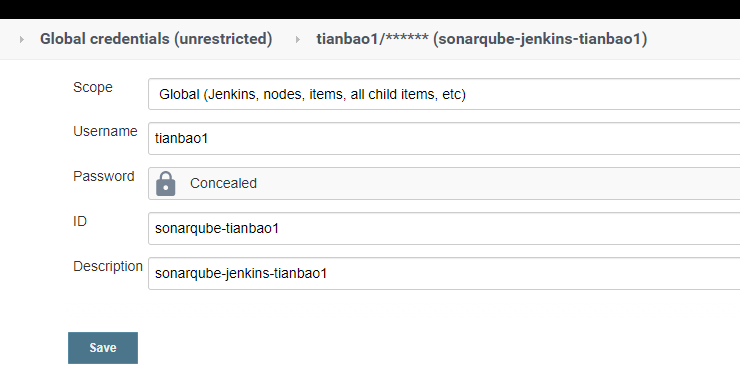 Global credentials (unrestricted) tianbao1/****** (sonarqube-jenkins-tianbao1)
Scope Global (Jenkins, nodes, items, all child items, etc)
Username tianbao1
Password Concealed
ID sonarqube-tianbao1
Description sonarqube-jenkins-tianbao1
Save